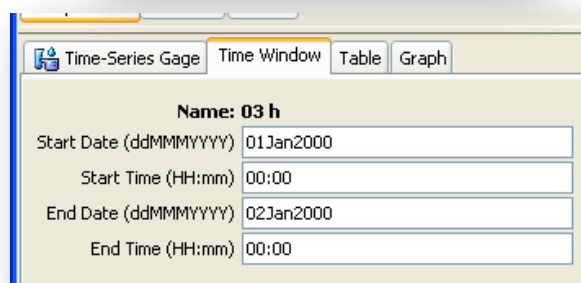 Time-Series Gage Time Window Table Graph
Name: 03 h
Start Date (ddMMMYYYY) 01Jan2000
Start Time (HH:mm) 00:00
End Date (ddMMMYYYY) 02Jan2000
End Time (HH:mm) 00:00